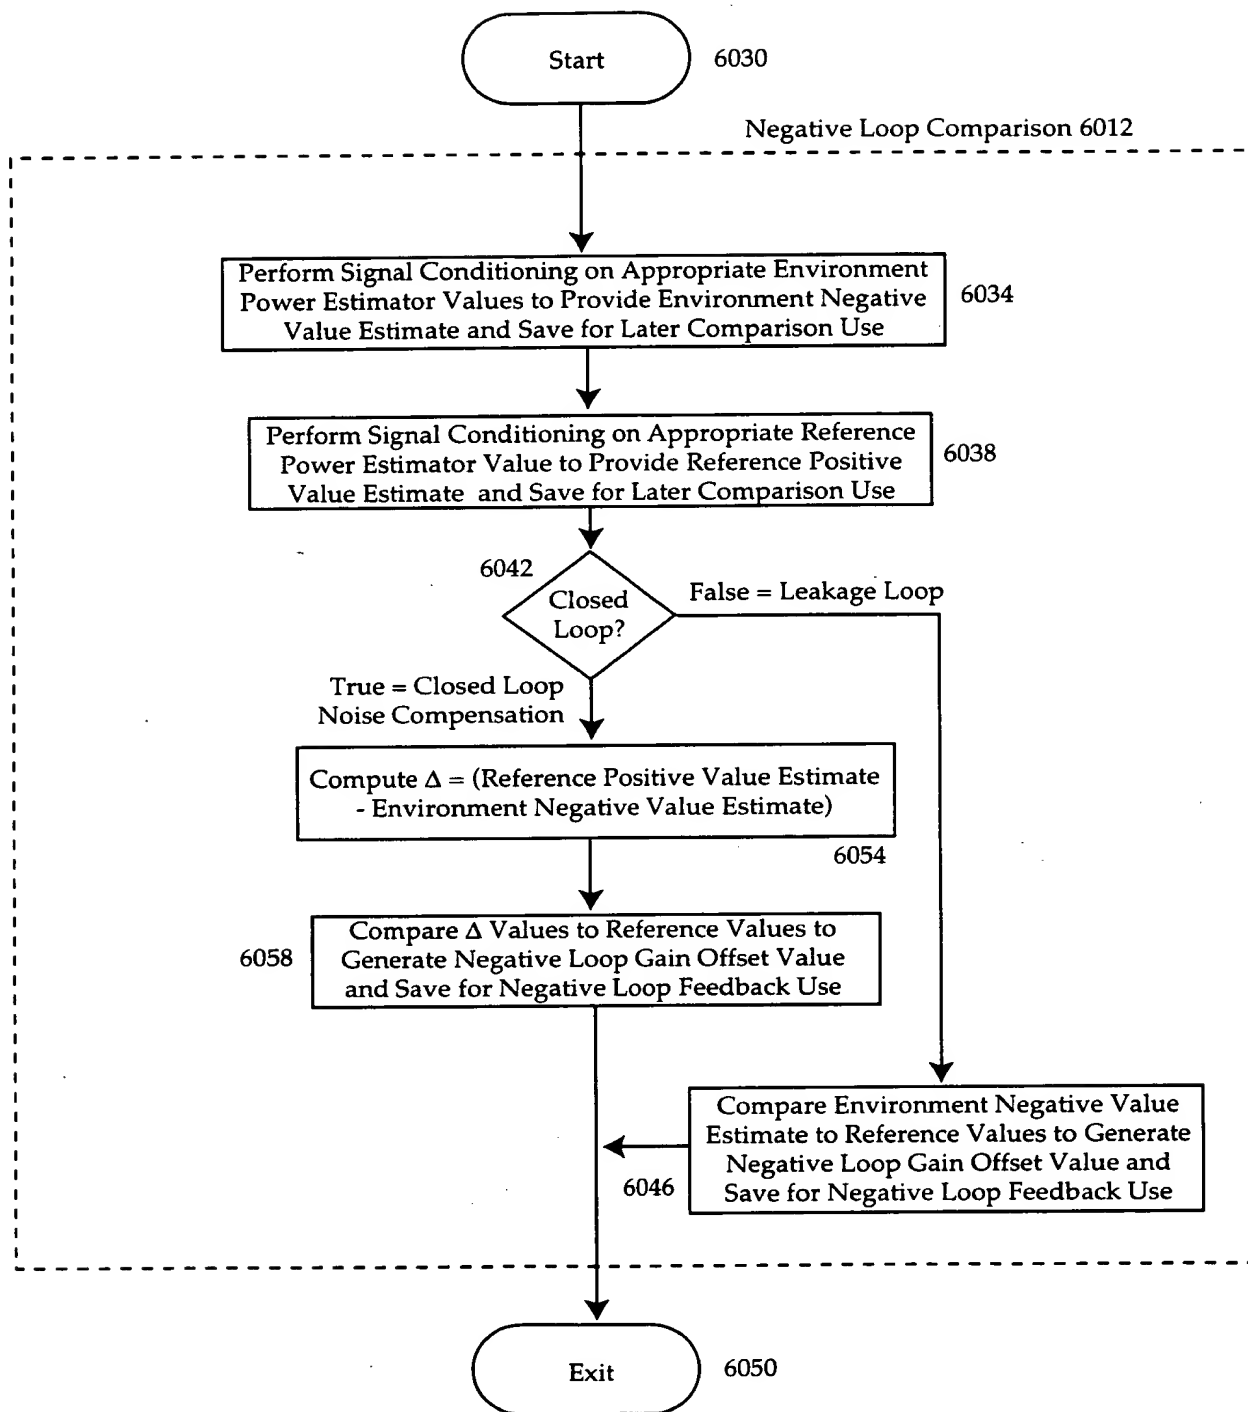 Start
6030
Negative Loop Comparison 6012
Perform Signal Conditioning on Appropriate Environment
Power Estimator Values to Provide Environment Negative
Value Estimate and Save for Later Comparison Use
6034
Perform Signal Conditioning on Appropriate Reference
Power Estimator Value to Provide Reference Positive
Value Estimate and Save for Later Comparison Use
6038
6042
Closed
Loop?
False = Leakage Loop
True = Closed Loop
Noise Compensation
Compute Δ = (Reference Positive Value Estimate
- Environment Negative Value Estimate)
6054
6058
Compare Δ Values to Reference Values to
Generate Negative Loop Gain Offset Value
and Save for Negative Loop Feedback Use
Compare Environment Negative Value
Estimate to Reference Values to Generate
Negative Loop Gain Offset Value and
Save for Negative Loop Feedback Use
6046
Exit
6050